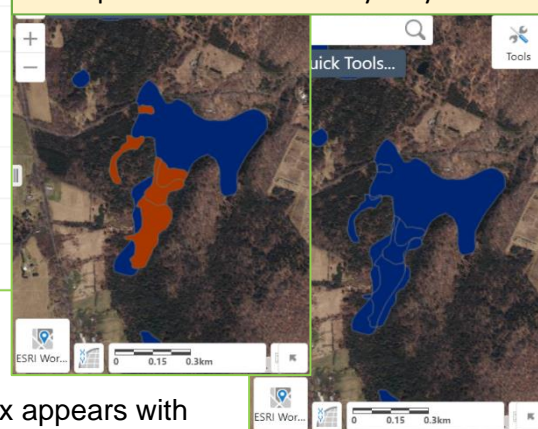 +
−
uick Tools...
Tools
ESRI Wor...
0 0.15 0.3km
ESRI Wor...
0 0.15 0.3km
x appears with